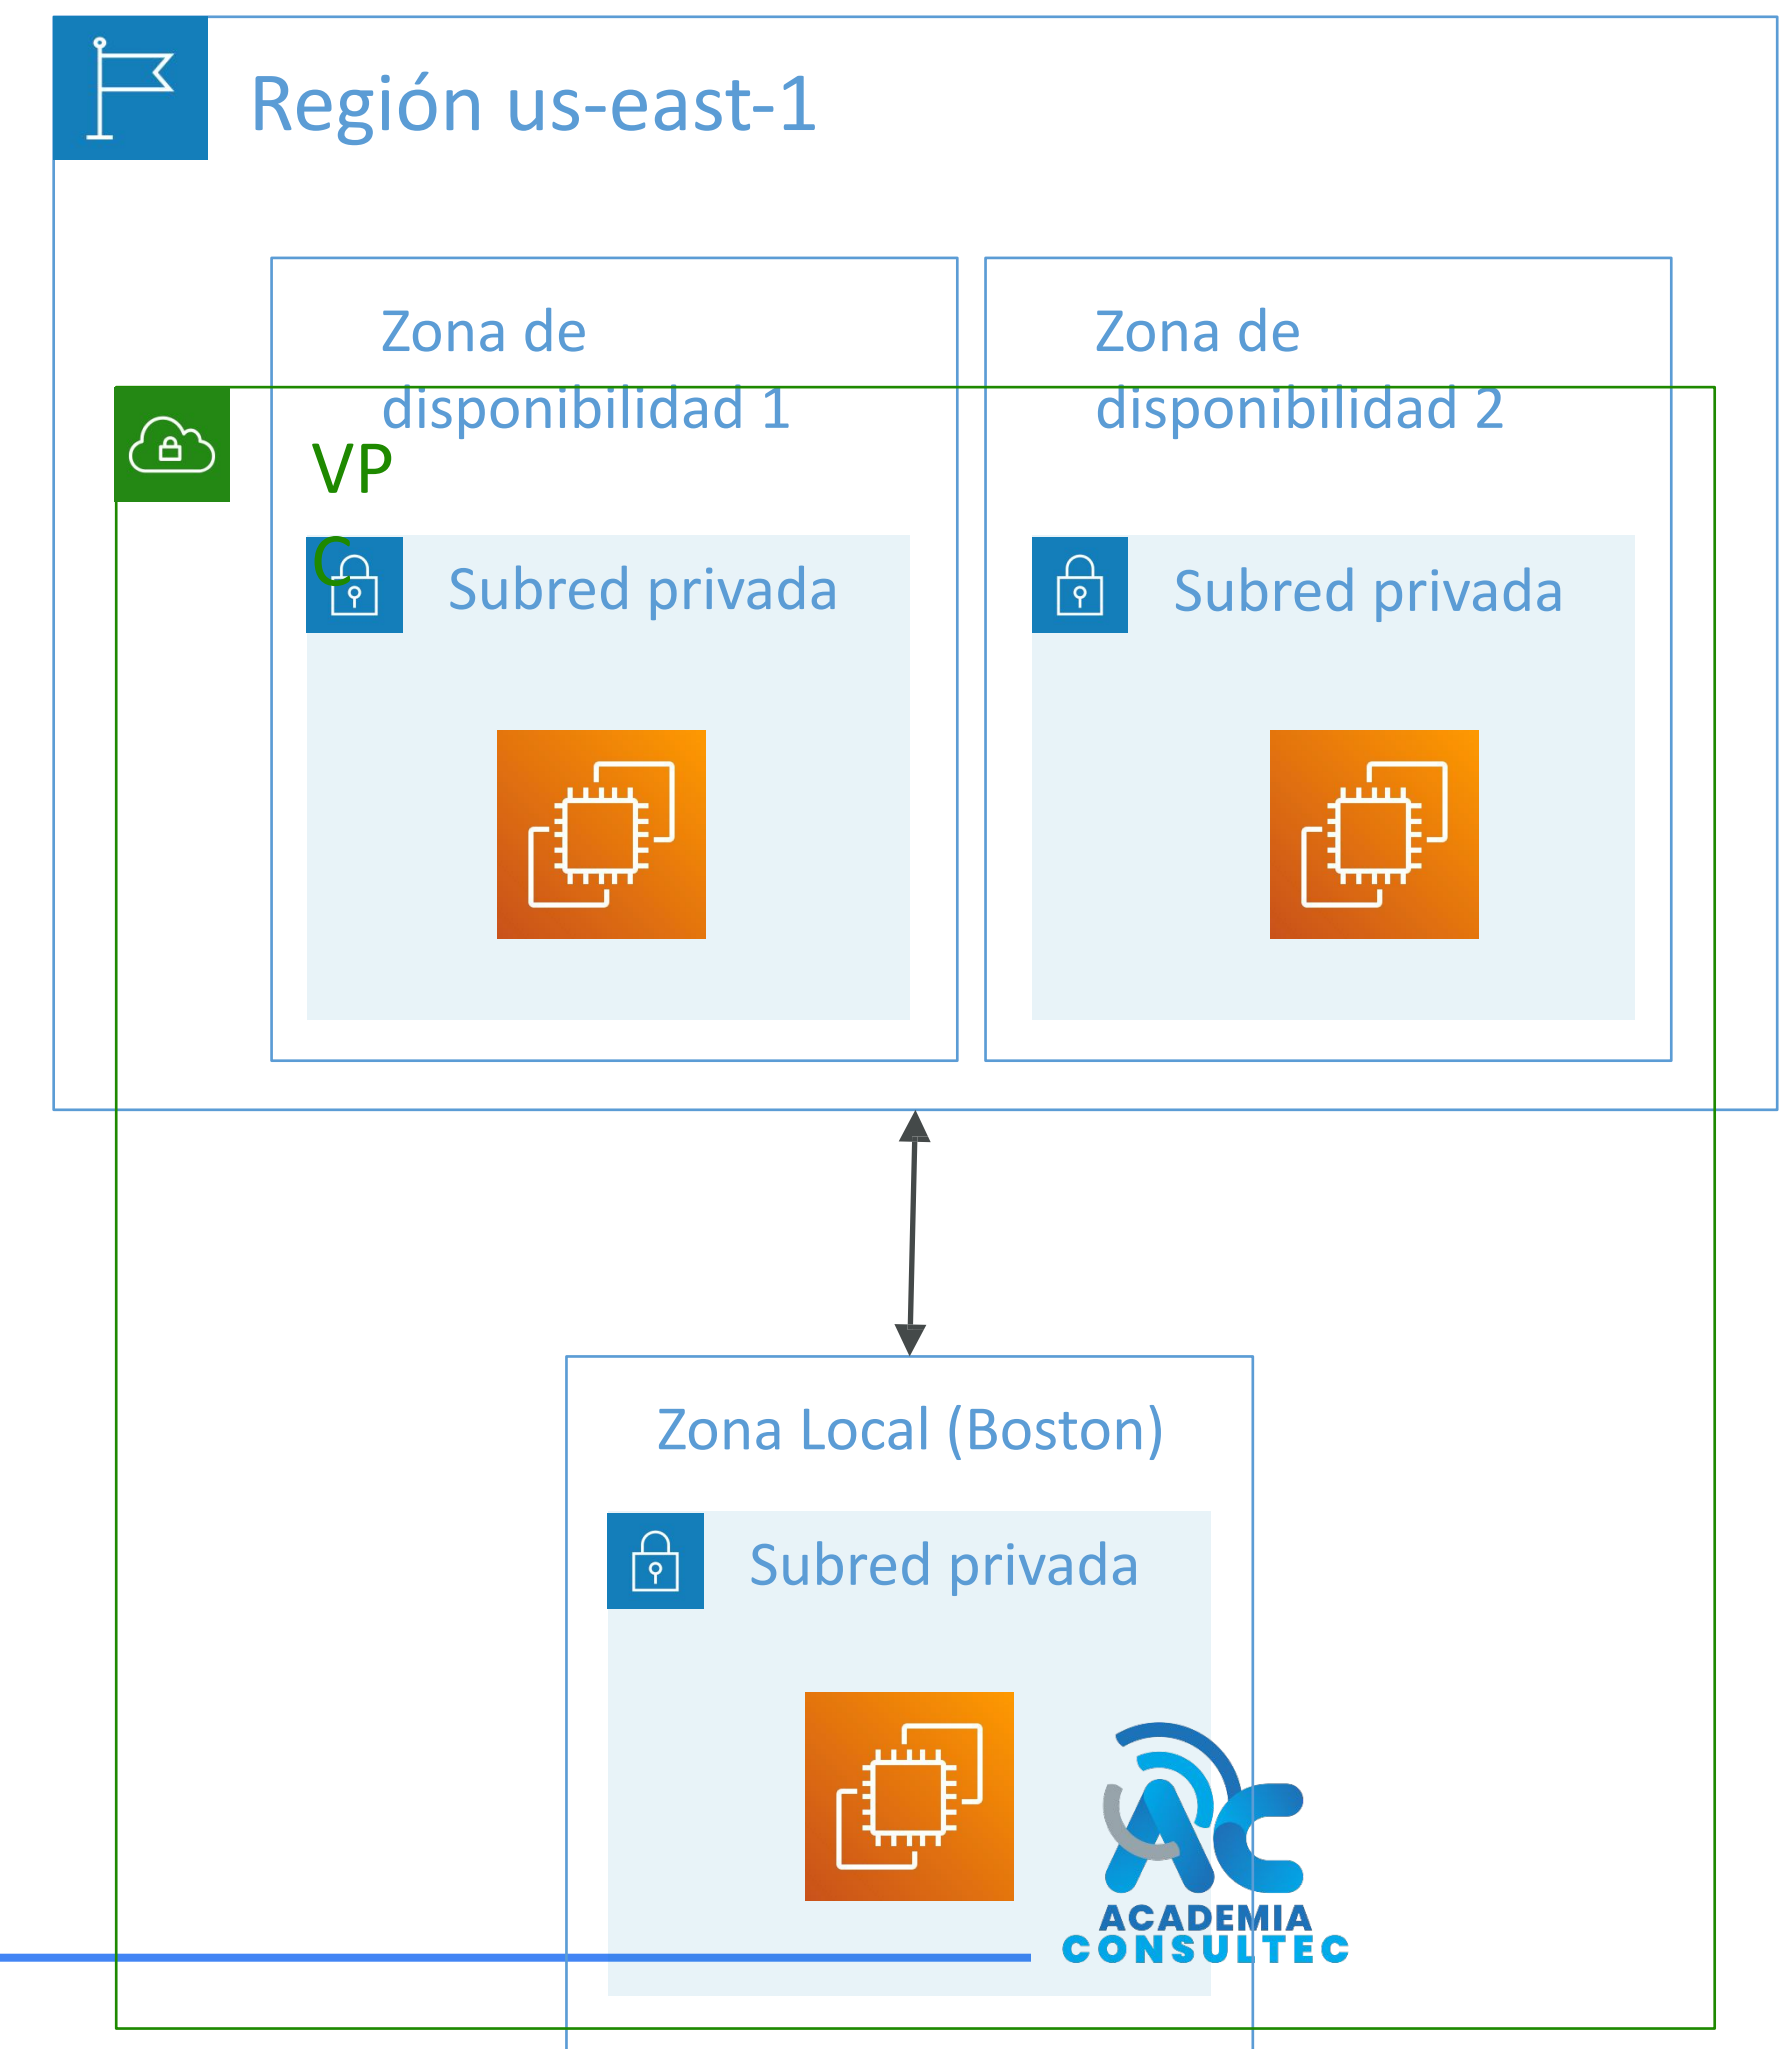 Región us-east-1
Zona de
disponibilidad 1
Zona de
disponibilidad 2
VP
C
Subred privada
Subred privada
Zona Local (Boston)
Subred privada
AC
ACADEMIA
CONSULTEC